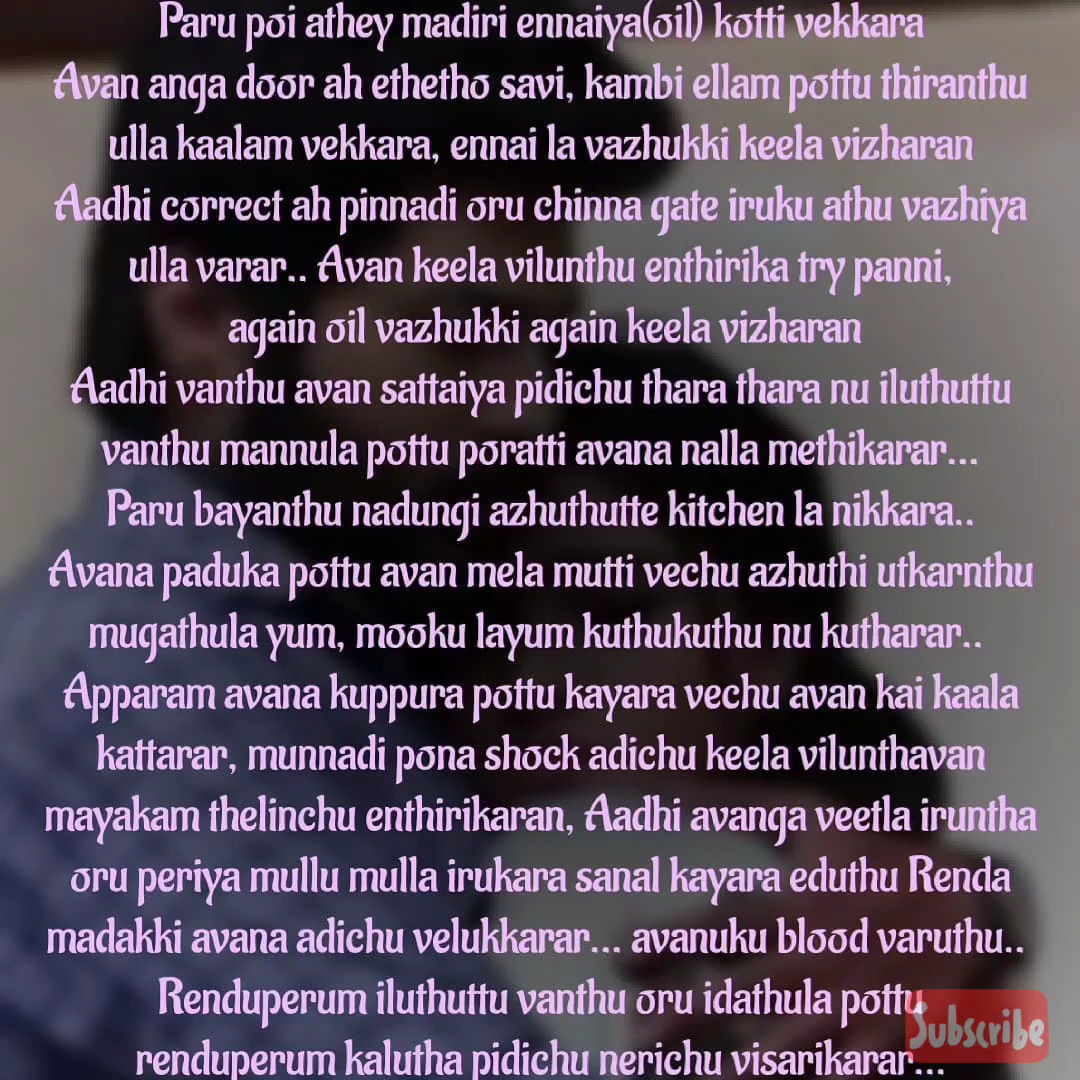 Paru poi athey madiri ennaiya(oil) kotti vekkara
Avan anga door ah ethetho savi, kambi ellam pottu thiranthu
ulla kaalam vekkara, ennai la vazhukki keela vizharan
Aadhi correct ah pinnadi oru chinna gate iruku athu vazhiya
ulla varar.. Avan keela vilunthu enthirika try panni,
again oil vazhukki again keela vizharan
Aadhi vanthu avan sattaiya pidichu thara thara nu iluthuttu
vanthu mannula pottu poratti avana nalla methikarar...
Paru bayanthu nadungi azhuthutte kitchen la nikkara..
Avana paduka pottu avan mela mutti vechu azhuthi utkarnthu
mugathula yum, mooku layum kuthukuthu nu kutharar..
Apparam avana kuppura pottu kayara vechu avan kai kaala
kattarar, munnadi pona shock adichu keela vilunthavan
mayakam thelinchu enthirikaran, Aadhi avanga veetla iruntha
oru periya mullu mulla irukara sanal kayara eduthu Renda
madakki avana adichu velukkarar... avanuku blood varuthu..
Renduperum iluthuttu vanthu oru idathula pottu
renduperum kalutha pidichu nerichu visarikarar...
Subscribe